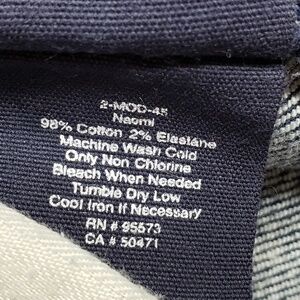 2-MOD-45
Naomi
98% Cotton 2% Elastane
Machine Wash Cold
Only Non Chlorine
Bleach When Needed
Tumble Dry Low
Cool Iron If Necessary
RN # 95573
CA # 50471